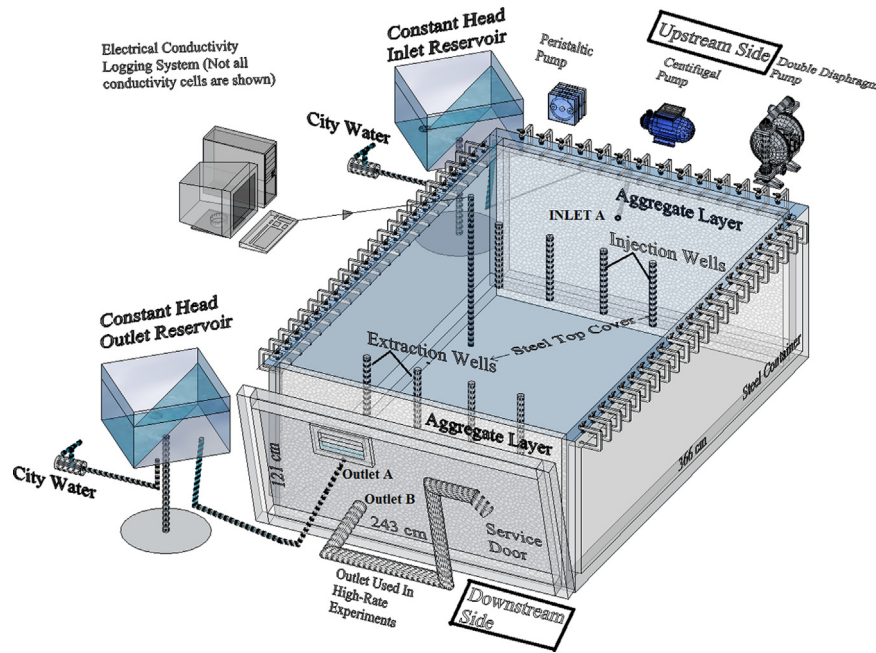 Electrical Conductivity
Logging System (Not all
conductivity cells are shown)
Constant Head
Inlet Reservoir
Peristaltic
Pump
Upstream Side
Centifugal
Pump
Double Diaphragm
Pump
City Water
Aggregate Layer
INLET A
Injection Wells
Constant Head
Outlet Reservoir
Extraction Wells
Steel Top Cover
Steel Container
Aggregate Layer
366 cm
121 cm
City Water
Outlet A
Outlet B
243 cm
Service
Door
Outlet Used In
High-Rate
Experiments
Downstream
Side